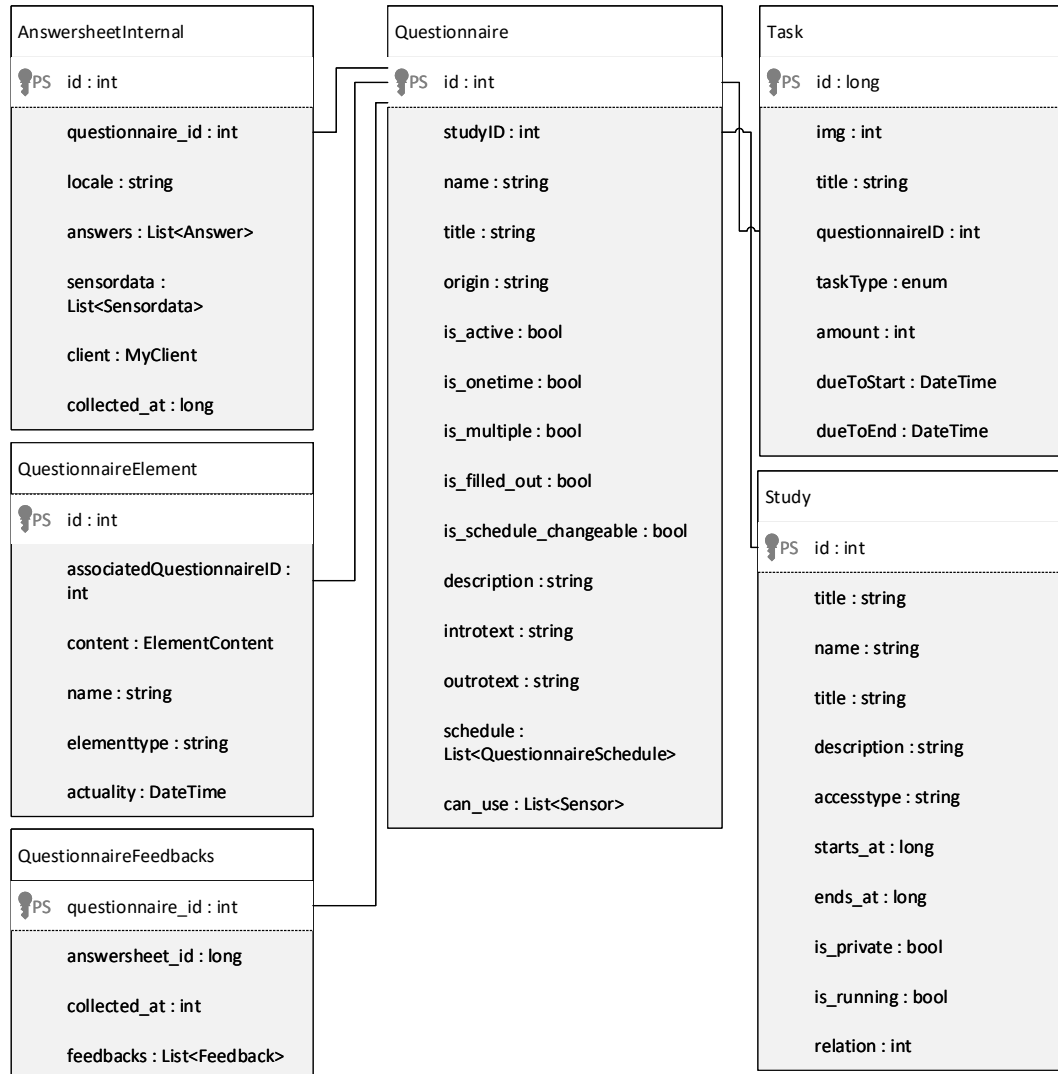 AnswersheetInternal
PS id : int
questionnaire_id : int
locale : string
answers : List<Answer>
sensordata :
List<Sensordata>
client : MyClient
collected_at : long
QuestionnaireElement
PS id : int
associatedQuestionnaireID :
int
content : ElementContent
name : string
elementtype : string
actuality : DateTime
QuestionnaireFeedbacks
PS questionnaire_id : int
answersheet_id : long
collected_at : int
feedbacks : List<Feedback>
Questionnaire
PS id : int
studyID : int
name : string
title : string
origin : string
is_active : bool
is_onetime : bool
is_multiple : bool
is_filled_out : bool
is_schedule_changeable : bool
description : string
introtext : string
outrotext : string
schedule :
List<QuestionnaireSchedule>
can_use : List<Sensor>
Task
PS id : long
img : int
title : string
questionnaireID : int
taskType : enum
amount : int
dueToStart : DateTime
dueToEnd : DateTime
Study
PS id : int
title : string
name : string
title : string
description : string
accesstype : string
starts_at : long
ends_at : long
is_private : bool
is_running : bool
relation : int